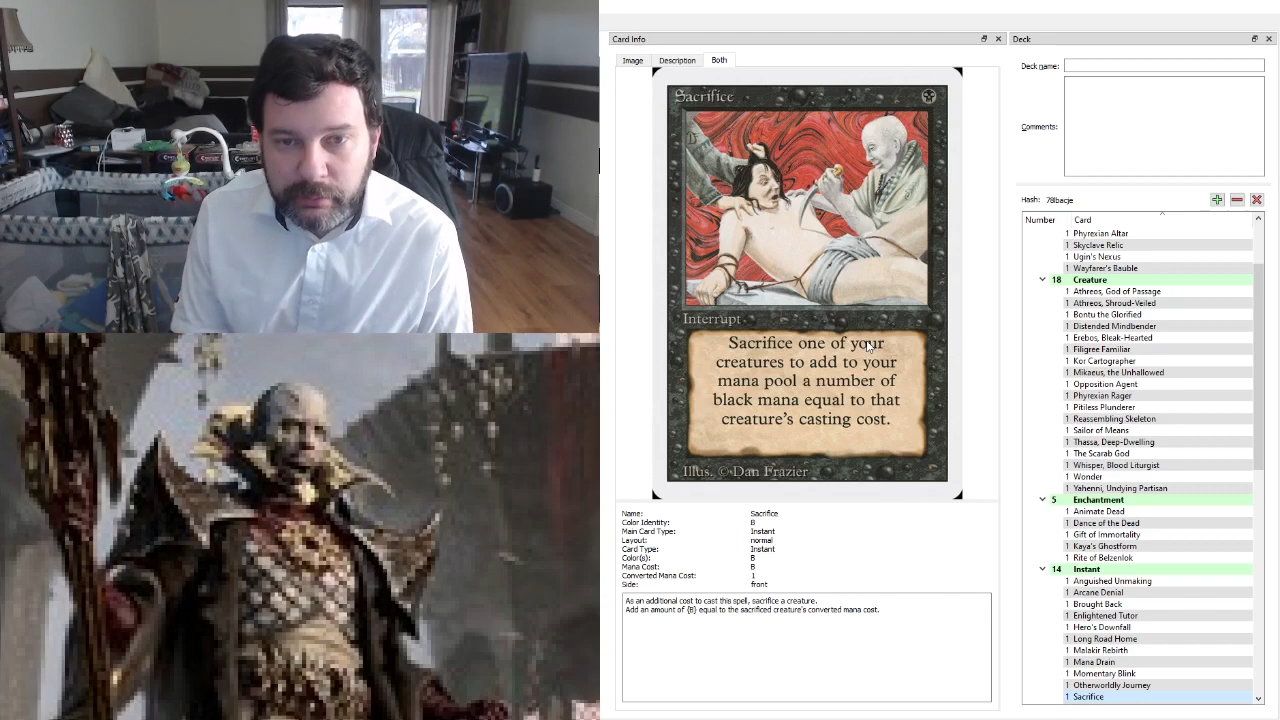 Card Info
Image
Description
Both
Sacrifice
Interrupt
Sacrifice one of your
creatures to add to your
mana pool a number of
black mana equal to that
creature's casting cost.
Illus. © Dan Frazier
Name: Sacrifice
Color Identity: B
Main Card Type: Instant
Layout: normal
Card Type: Instant
Color(s): B
Mana Cost: B
Converted Mana Cost: 1
Side: front
As an additional cost to cast this spell, sacrifice a creature.
Add an amount of {B} equal to the sacrificed creature's converted mana cost.
Deck
Deck name:
Comments:
Hash: 78bacje
Number Card
1 Phyrexian Altar
1 Skyclave Relic
1 Ugin's Nexus
1 Wayfarer's Bauble
18 Creature
1 Athreos, God of Passage
1 Athreos, Shroud-Veiled
1 Bontu the Glorified
1 Distended Mindbender
1 Erebos, Bleak-Hearted
1 Filigree Familiar
1 Kor Cartographer
1 Mikaeus, the Unhallowed
1 Opposition Agent
1 Phyrexian Rager
1 Pitiless Plunderer
1 Reassembling Skeleton
1 Sailor of Means
1 Thassa, Deep-Dwelling
1 The Scarab God
1 Whisper, Blood Liturgist
1 Wonder
1 Yahenni, Undying Partisan
5 Enchantment
1 Animate Dead
1 Dance of the Dead
1 Gift of Immortality
1 Kaya's Ghostform
1 Rite of Belzenlok
14 Instant
1 Anguished Unmaking
1 Arcane Denial
1 Brought Back
1 Enlightened Tutor
1 Hero's Downfall
1 Long Road Home
1 Malakir Rebirth
1 Mana Drain
1 Momentary Blink
1 Otherworldly Journey
1 Sacrifice